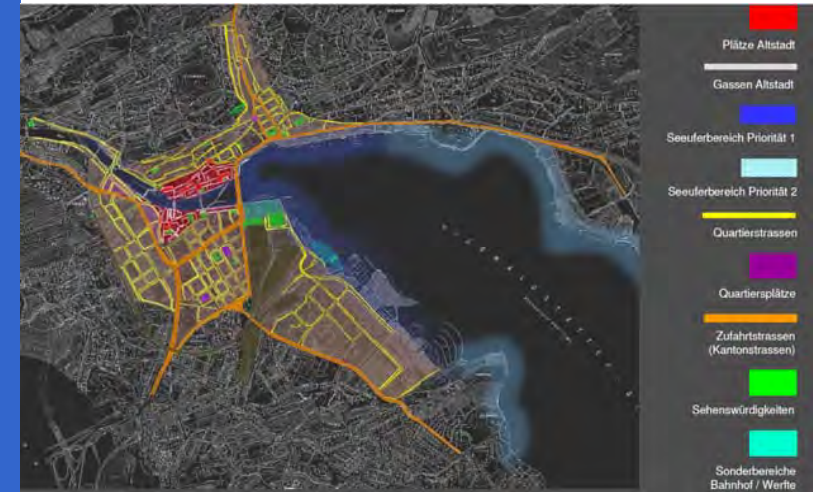 Plätze Altstadt
Gassen Altstadt
Seeuferbereich Priorität 1
Seeuferbereich Priorität 2
Quartierstrassen
Quartiersplätze
Zufahrtstrassen
(Kantonstrassen)
Sehenswürdigkeiten
Sonderbereiche
Bahnhof / Werfte